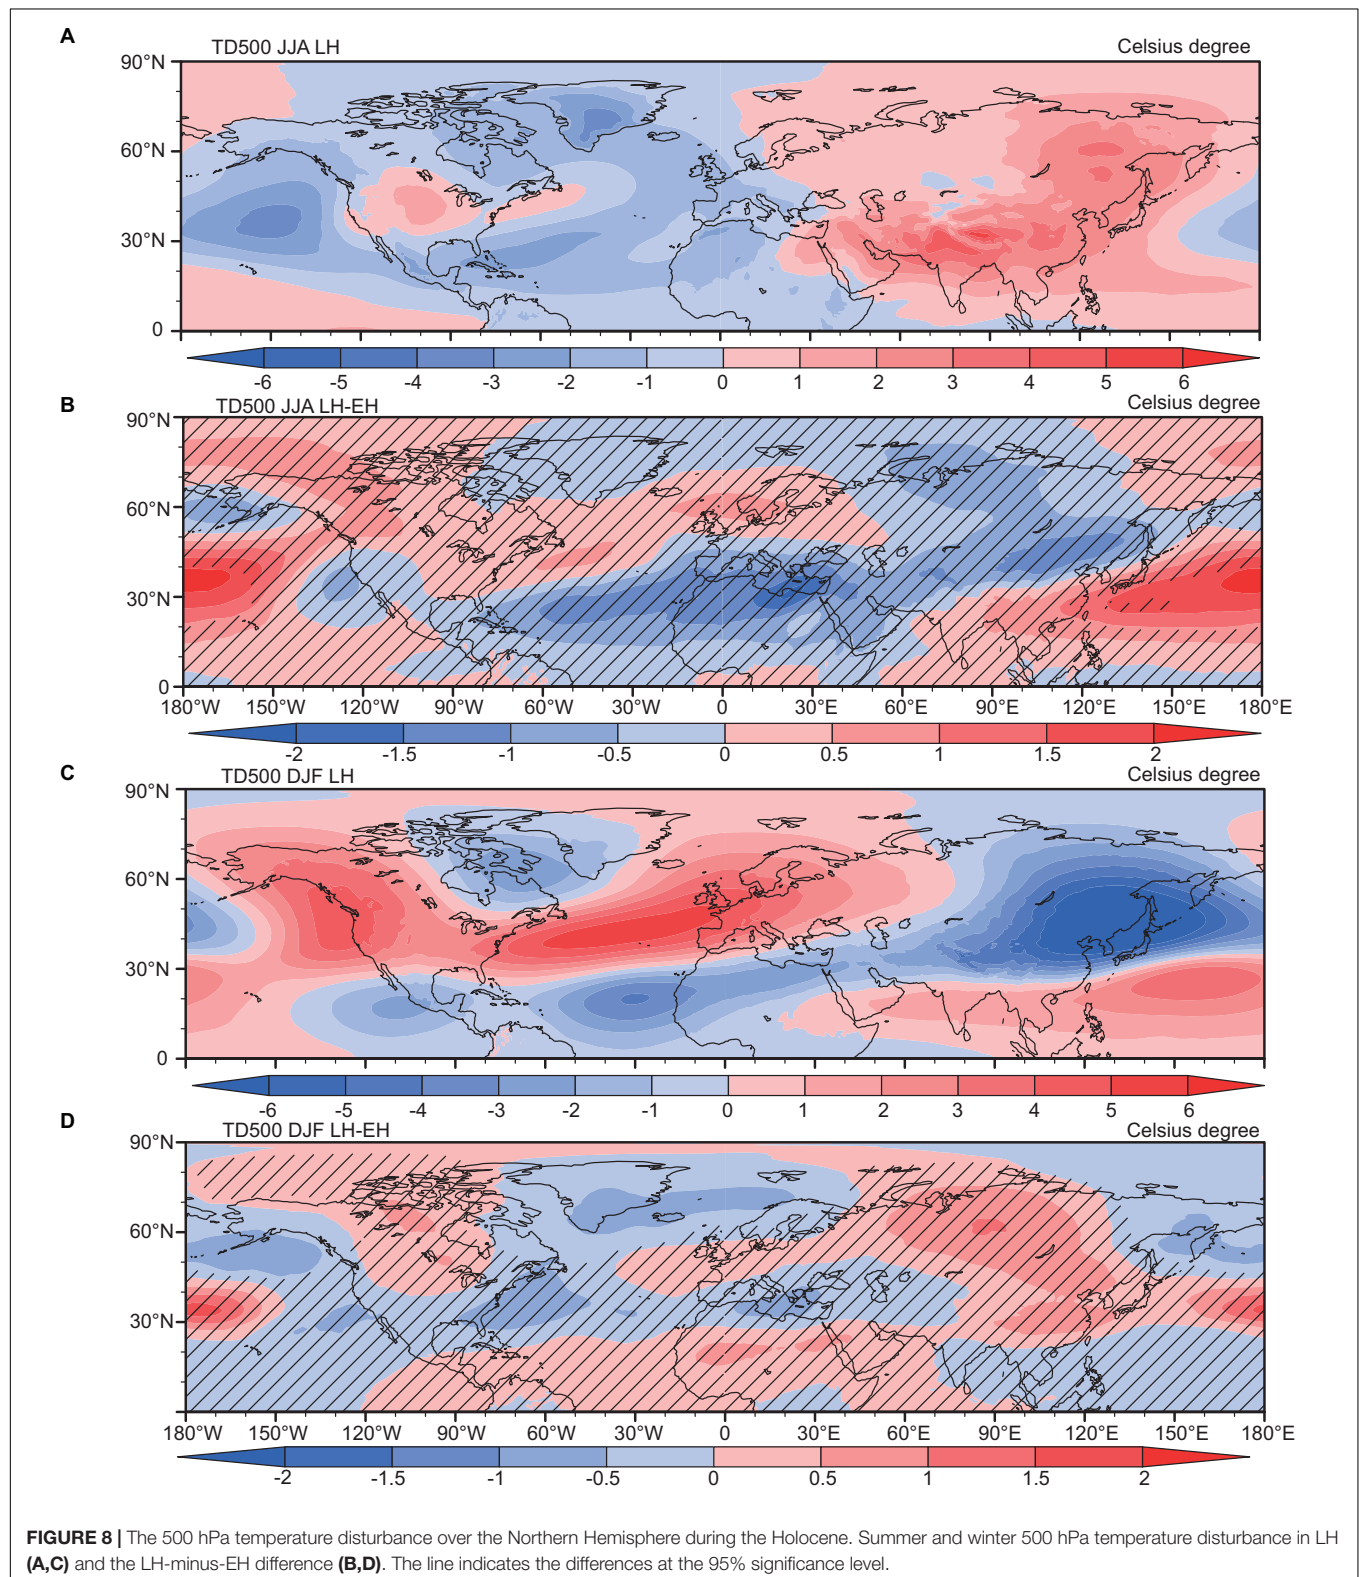 A
TD500 JJA LH
Celsius degree
90°N
60°N
30°N
0
-6 -5 -4 -3 -2 -1 0 1 2 3 4 5 6
B
TD500 JJA LH-EH
Celsius degree
90°N
60°N
30°N
0
180°W 150°W 120°W 90°W 60°W 30°W 0 30°E 60°E 90°E 120°E 150°E 180°E
-2 -1.5 -1 -0.5 0 0.5 1 1.5 2
C
TD500 DJF LH
Celsius degree
90°N
60°N
30°N
0
-6 -5 -4 -3 -2 -1 0 1 2 3 4 5 6
D
TD500 DJF LH-EH
Celsius degree
90°N
60°N
30°N
180°W 150°W 120°W 90°W 60°W 30°W 0 30°E 60°E 90°E 120°E 150°E 180°E
-2 -1.5 -1 -0.5 0 0.5 1 1.5 2
FIGURE 8 | The 500 hPa temperature disturbance over the Northern Hemisphere during the Holocene. Summer and winter 500 hPa temperature disturbance in LH
(A,C) and the LH-minus-EH difference (B,D). The line indicates the differences at the 95% significance level.